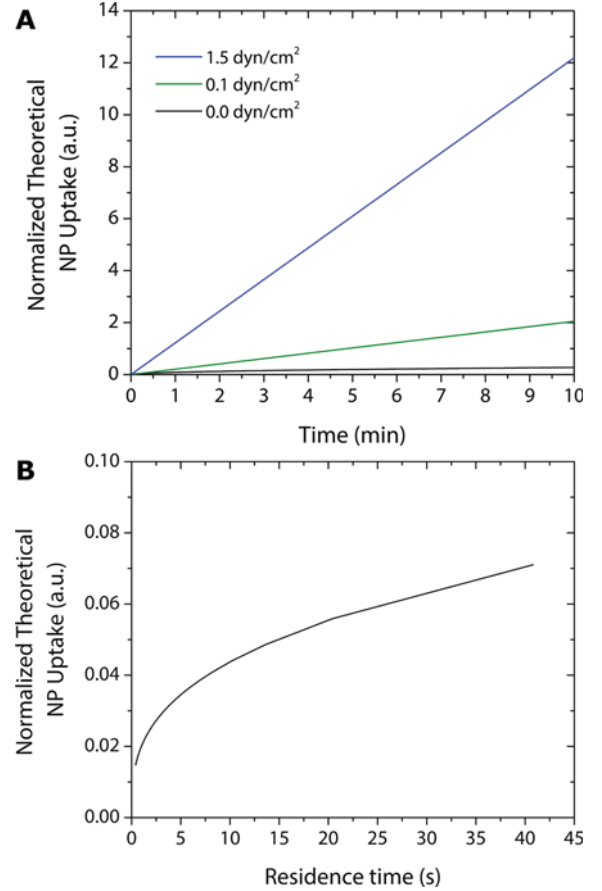 A
14
12
10
8
6
4
2
0
Normalized Theoretical
NP Uptake (a.u.)
1.5 dyn/cm²
0.1 dyn/cm²
0.0 dyn/cm²
0 1 2 3 4 5 6 7 8 9 10
Time (min)
B
0.10
0.08
0.06
0.04
0.02
0.00
Normalized Theoretical
NP Uptake (a.u.)
0 5 10 15 20 25 30 35 40 45
Residence time (s)